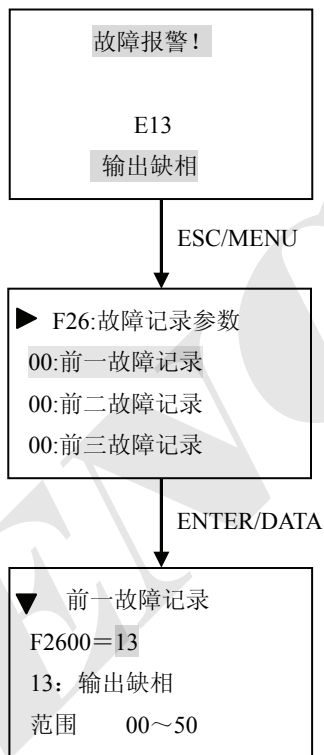 故障报警！
E13
输出缺相
ESC/MENU
▶ F26:故障记录参数
00:前一故障记录
00:前二故障记录
00:前三故障记录
ENTER/DATA
▼ 前一故障记录
F2600＝13
13：输出缺相
范围 00～50